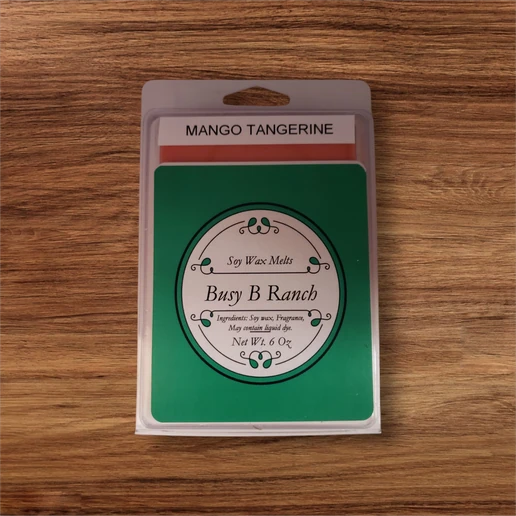 MANGO TANGERINE
Soy Wax Melts
Busy B Ranch
Ingredients: Soy wax, Fragrance,
May contain liquid dye.
Net Wt. 6 Oz